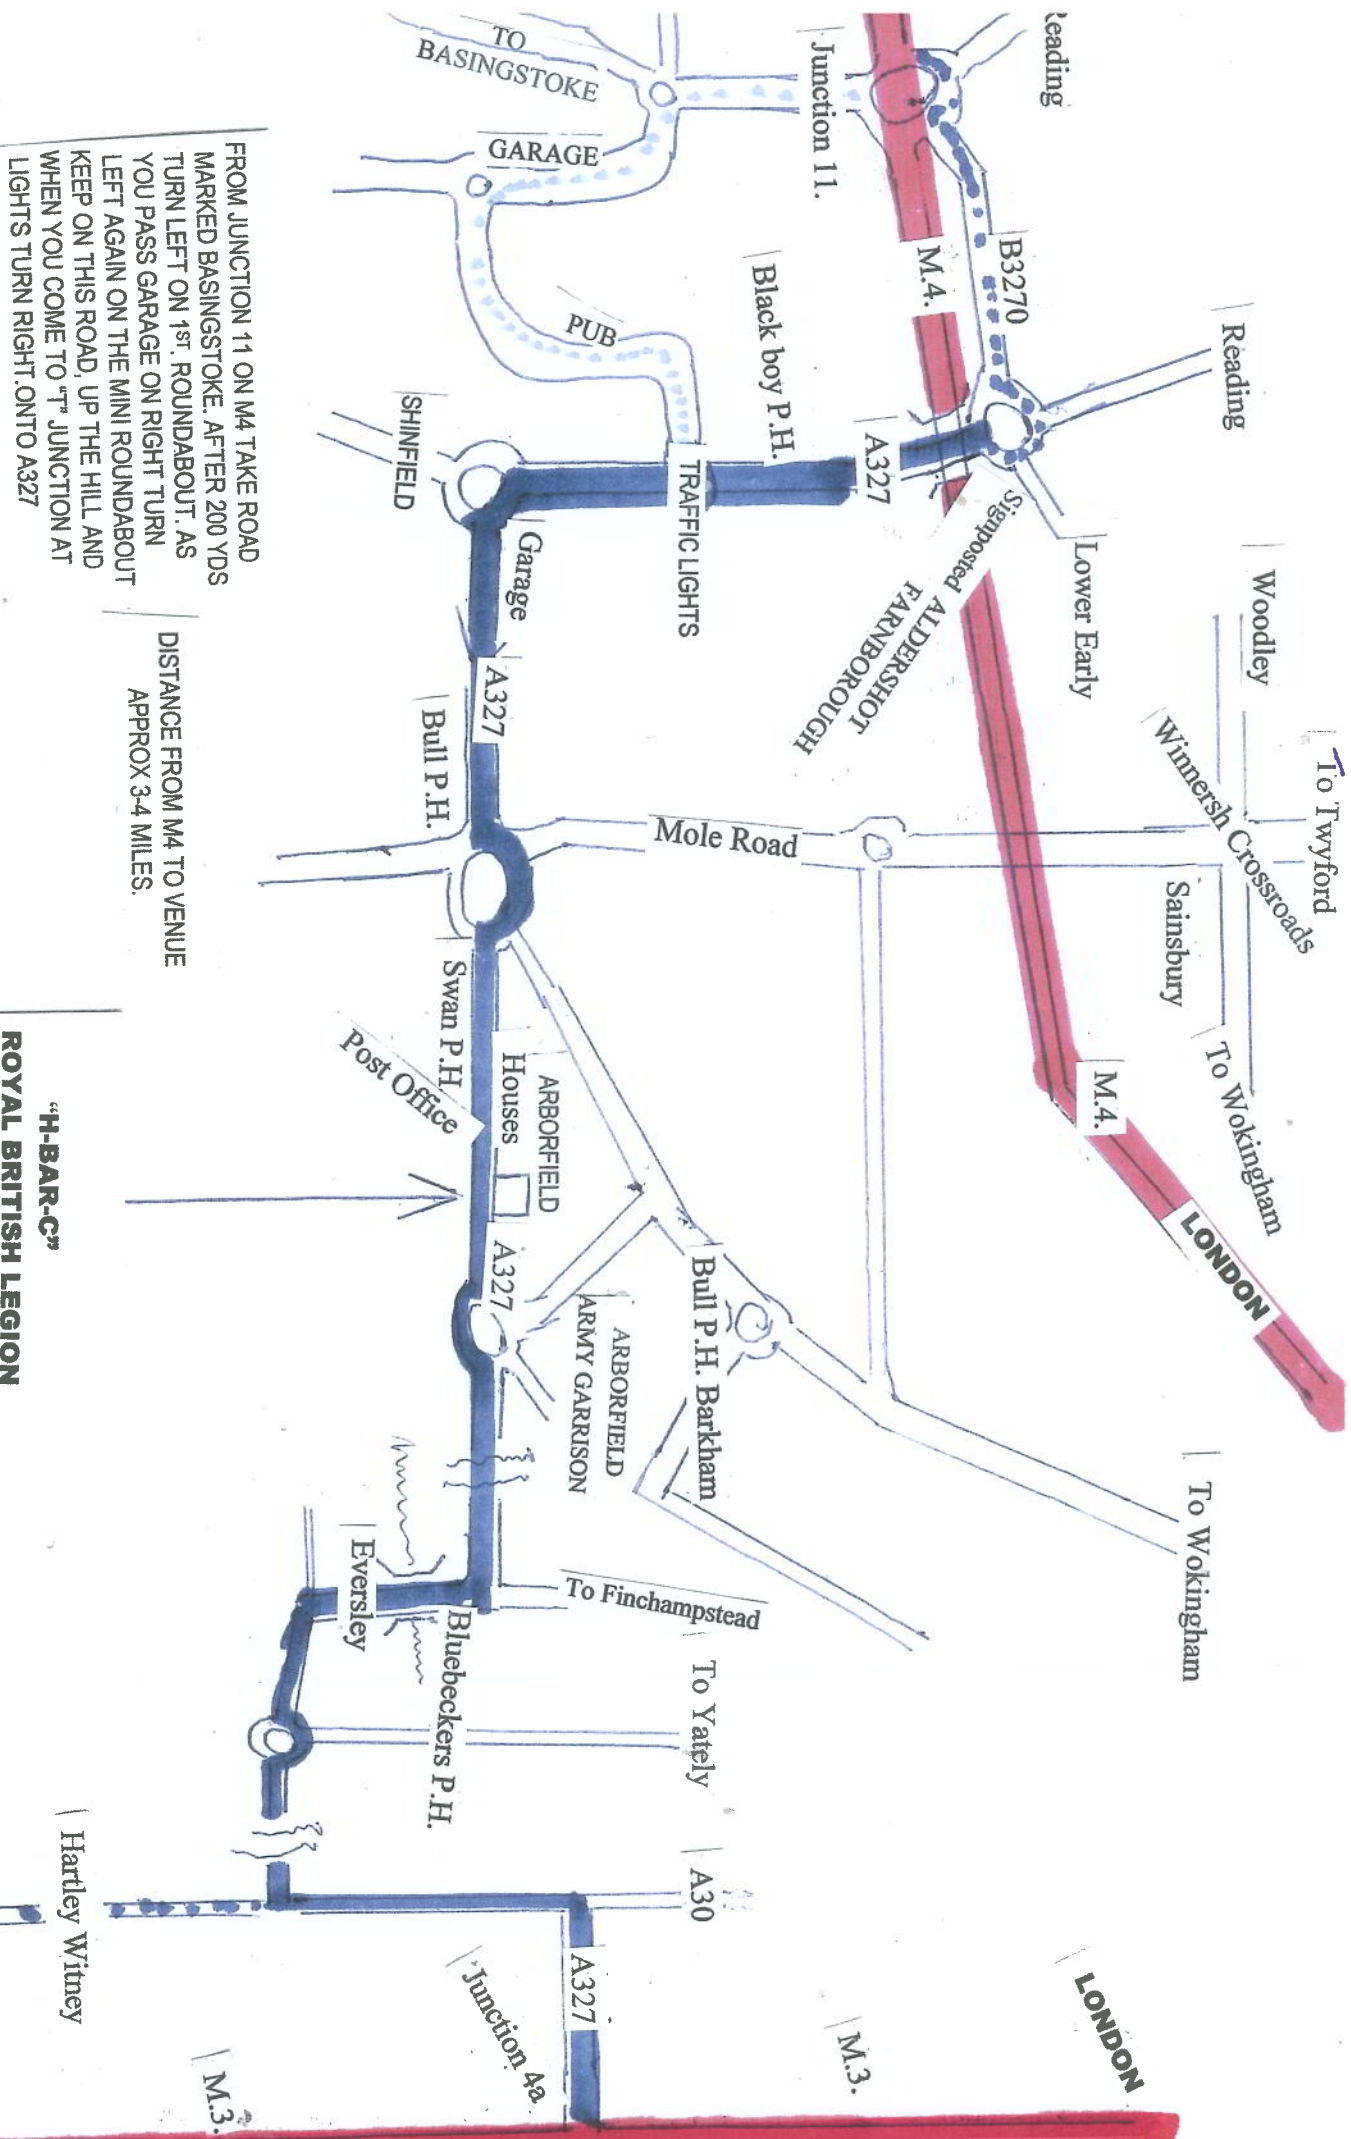 Reading
Junction 11.
TO
BASINGSTOKE
GARAGE
M.4.
B3270
Reading
Black boy P.H.
PUB
A327
TRAFFIC LIGHTS
SHINFIELD
Garage
Signposted ALDERSHOT
FARNBOROUGH
Lower Early
Woodley
To Twyford
Winnersh Crossroads
Sainsbury
To Wokingham
M.4.
LONDON
A327
Bull P.H.
Mole Road
Swan P.H
Post Office
Houses
ARBORFIELD
A327
ARBORFIELD
ARMY GARRISON
Bull P.H. Barkham
To Wokingham
To Finchampstead
Eversley
Bluebeckers P.H.
To Yately
A30
A327
Junction 4a
Hartley Witney
M.3.
M.3.
LONDON
FROM JUNCTION 11 ON M4 TAKE ROAD
MARKED BASINGSTOKE. AFTER 200 YDS
TURN LEFT ON 1ST. ROUNDABOUT. AS
YOU PASS GARAGE ON RIGHT TURN
LEFT AGAIN ON THE MINI ROUNDABOUT
KEEP ON THIS ROAD, UP THE HILL AND
WHEN YOU COME TO "T" JUNCTION AT
LIGHTS TURN RIGHT.ONTO A327
DISTANCE FROM M4 TO VENUE
APPROX 3-4 MILES.
“H-BAR-C”
ROYAL BRITISH LEGION